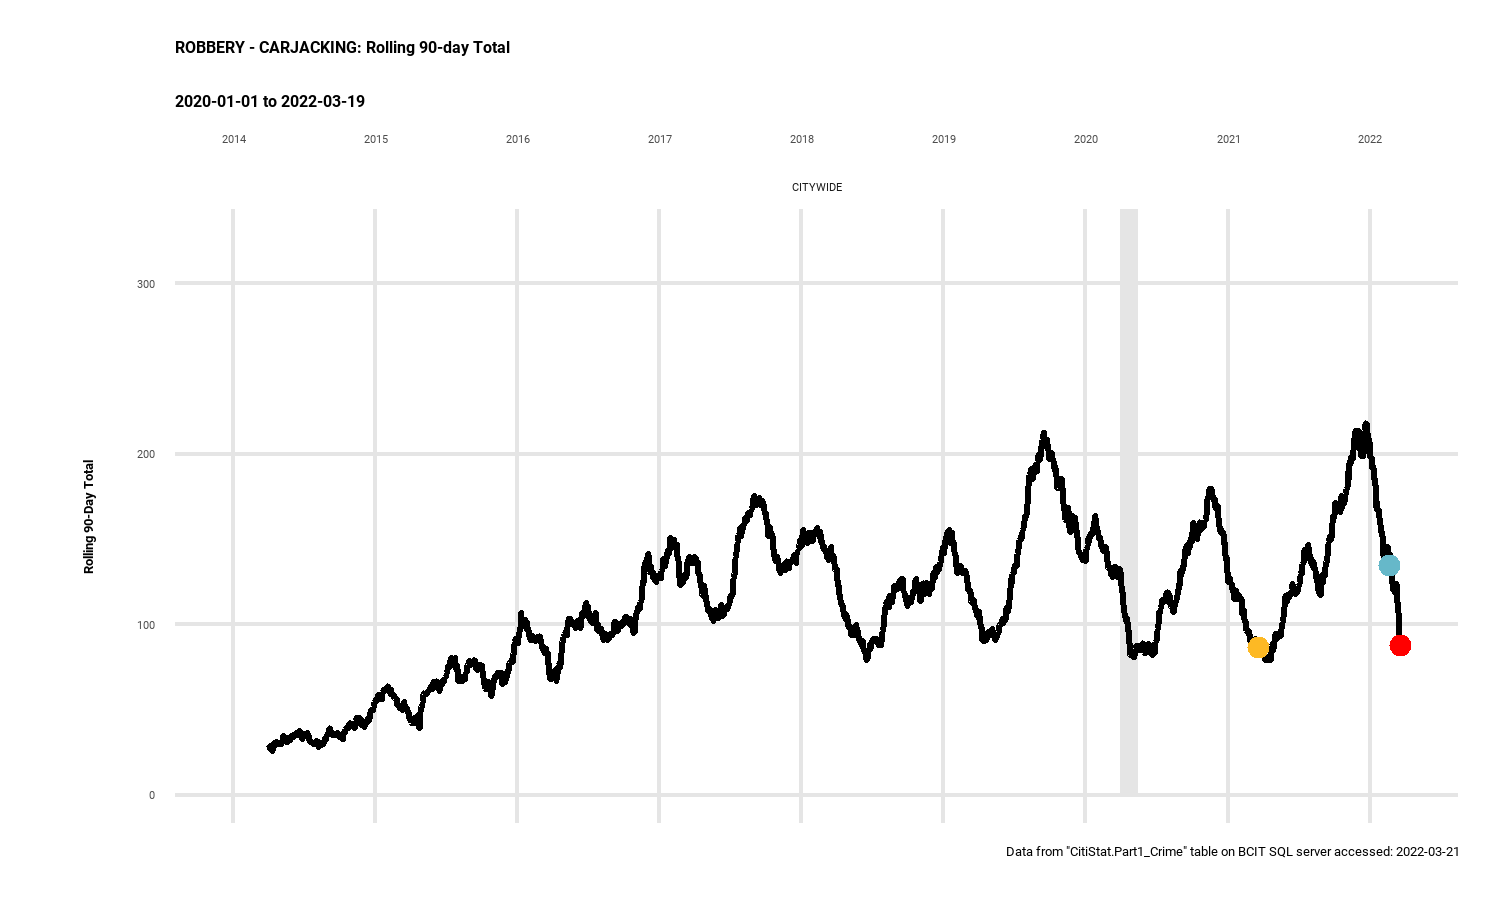 ROBBERY - CARJACKING: Rolling 90-day Total
2020-01-01 to 2022-03-19
2014 2015 2016 2017 2018 2019 2020 2021 2022
CITYWIDE
300
200
100
0
Rolling 90-Day Total
Data from "CitiStat.Part1_Crime" table on BCIT SQL server accessed: 2022-03-21